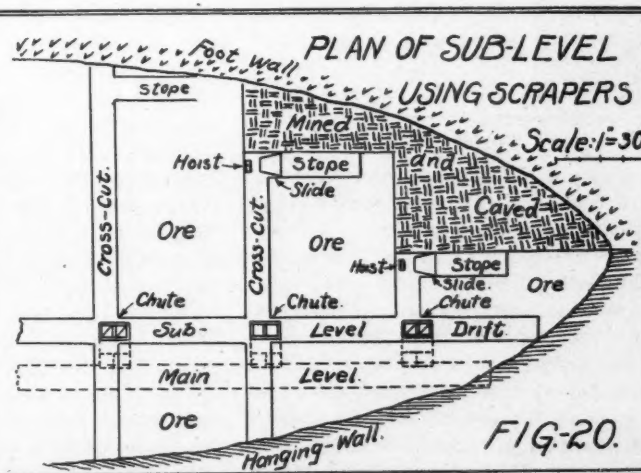 PLAN OF SUB-LEVEL
USING SCRAPERS
Scale:1"=30
Foot Wall
Stope
Mined
and
Caved
Hoist
Stope
Slide
Cross-Cut.
Ore
Cross-Cut.
Ore
Hoist
Stope
Slide.
Ore
Chute
Chute.
Chute
Sub- Level Drift.
Main Level.
Ore
Hanging-Wall.
FIG-20.